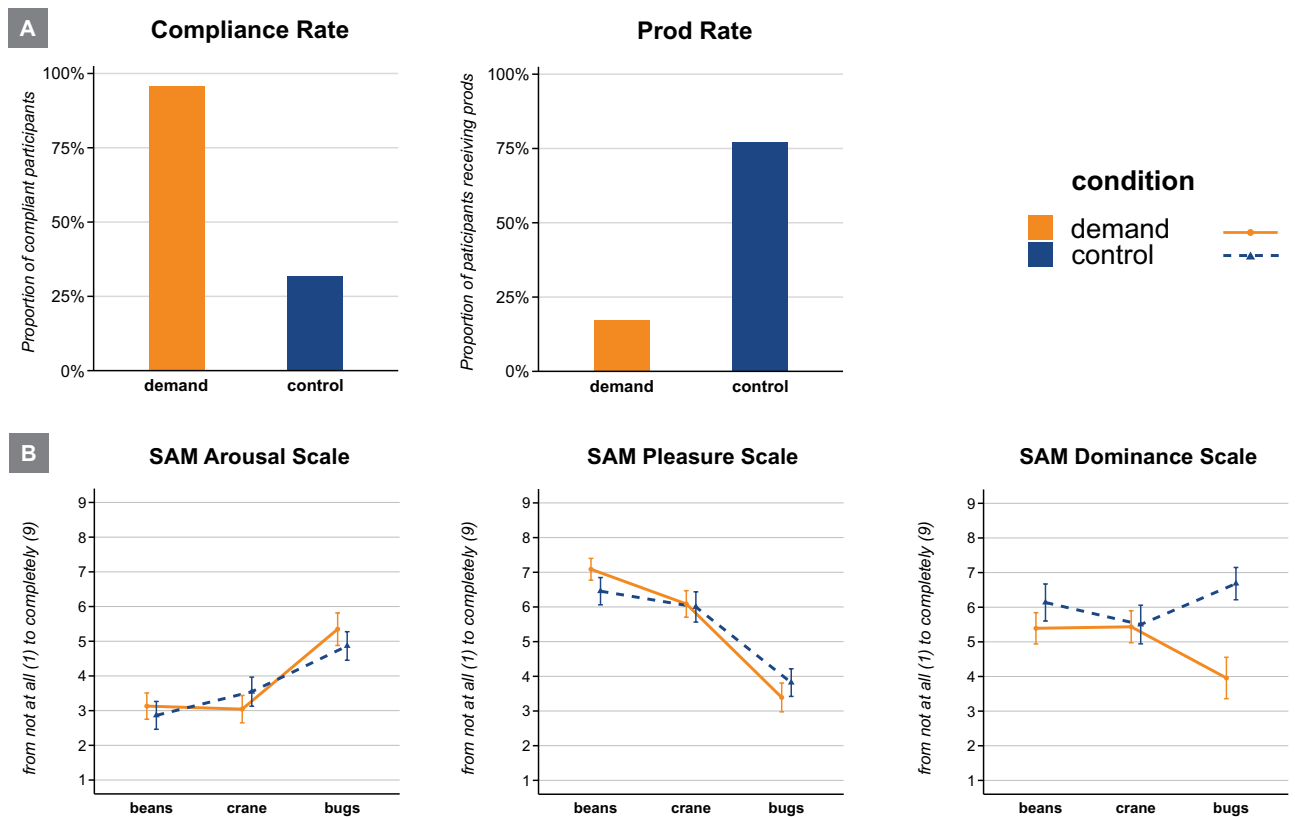 A
Compliance Rate
Proportion of compliant participants
100%
75%
50%
25%
0%
demand
control
Prod Rate
Proportion of paticipants receiving prods
100%
75%
50%
25%
0%
demand
control
condition
demand
control
B
SAM Arousal Scale
from not at all (1) to completely (9)
9
8
7
6
5
4
3
2
1
beans
crane
bugs
SAM Pleasure Scale
from not at all (1) to completely (9)
9
8
7
6
5
4
3
2
1
beans
crane
bugs
SAM Dominance Scale
from not at all (1) to completely (9)
9
8
7
6
5
4
3
2
1
beans
crane
bugs